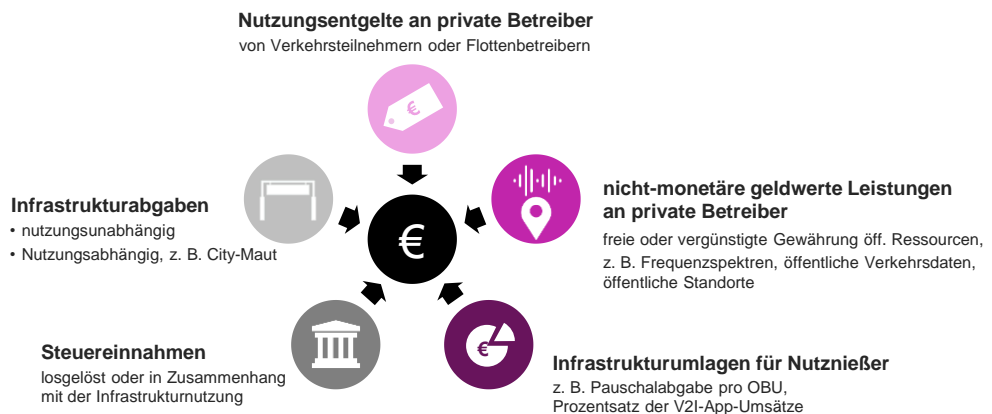 Nutzungsentgelte an private Betreiber
von Verkehrsteilnehmern oder Flottenbetreibern
€
Infrastrukturabgaben
• nutzungsunabhängig
• Nutzungsabhängig, z. B. City-Maut
€
nicht-monetäre geldwerte Leistungen
an private Betreiber
freie oder vergünstigte Gewährung öff. Ressourcen,
z. B. Frequenzspektren, öffentliche Verkehrsdaten,
öffentliche Standorte
Steuereinnahmen
losgelöst oder in Zusammenhang
mit der Infrastrukturnutzung
€
Infrastrukturumlagen für Nutznießer
z. B. Pauschalabgabe pro OBU,
Prozentsatz der V2I-App-Umsätze